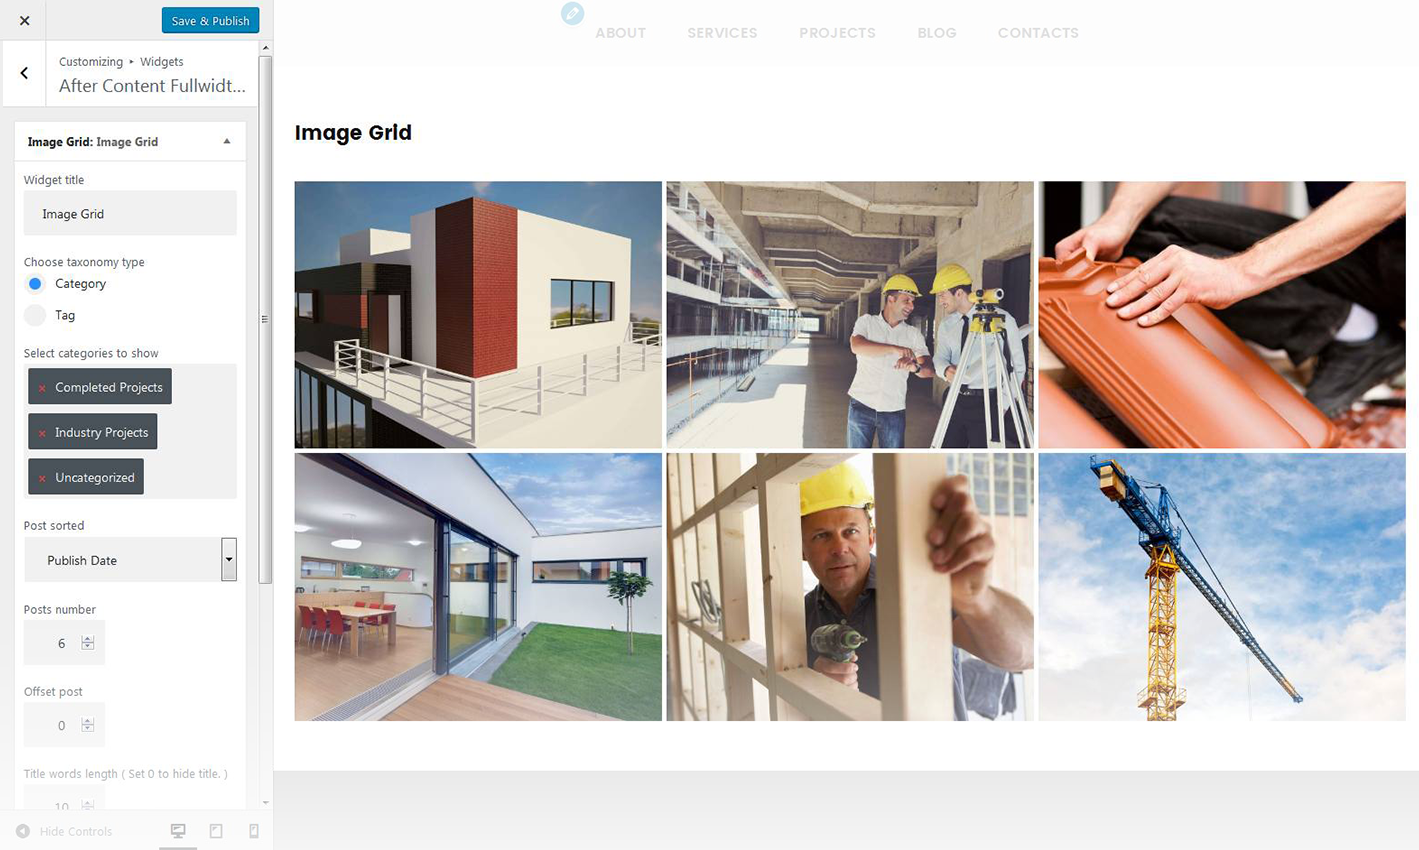 Save & Publish
Customizing ▸ Widgets
After Content Fullwidt...
Image Grid: Image Grid
Widget title
Image Grid
Choose taxonomy type
Category
Tag
Select categories to show
× Completed Projects
× Industry Projects
× Uncategorized
Post sorted
Publish Date
Posts number
6
Offset post
0
Title words length ( Set 0 to hide title. )
10
Hide Controls
ABOUT SERVICES PROJECTS BLOG CONTACTS
Image Grid